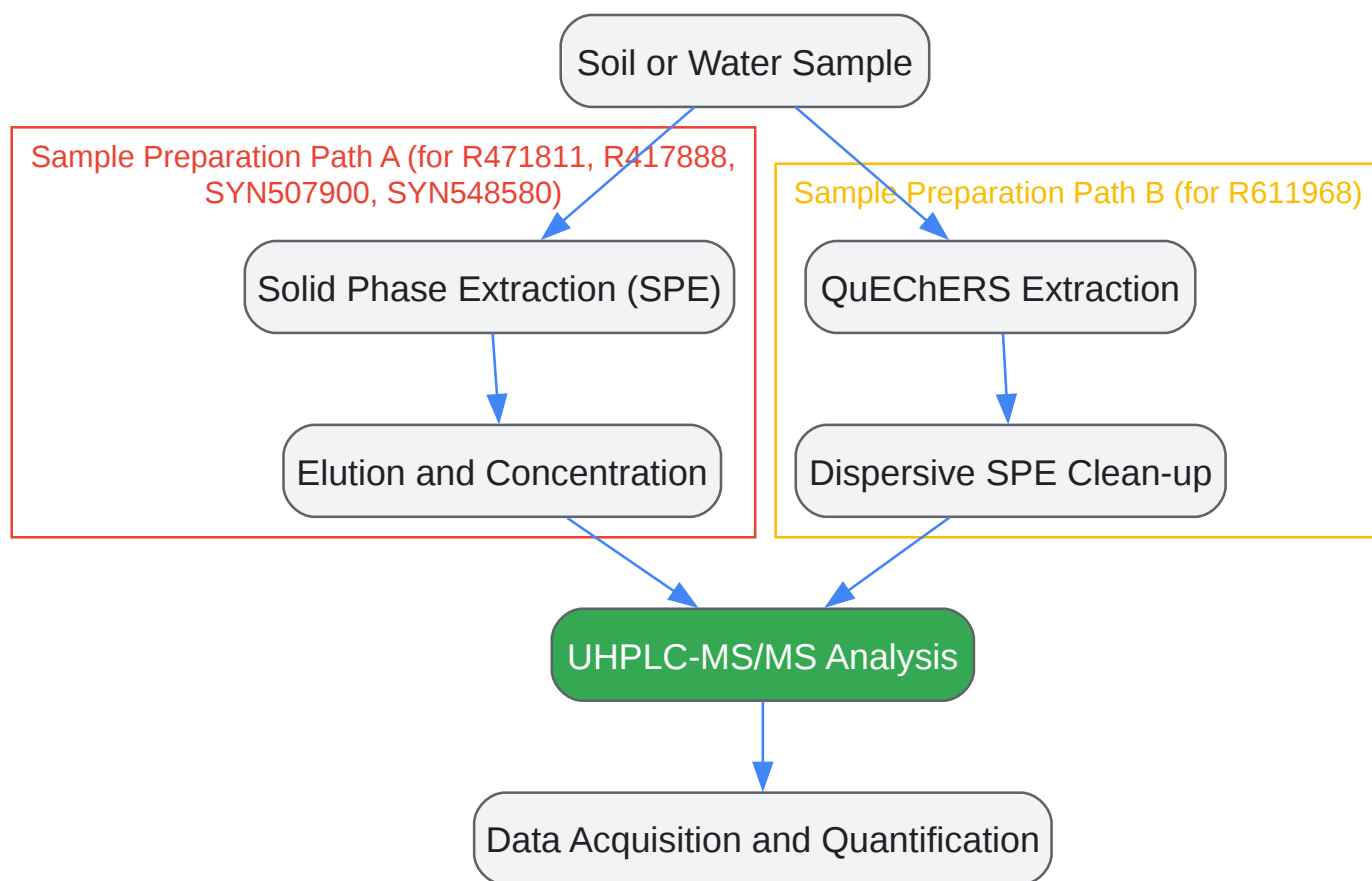 Soil or Water Sample
Sample Preparation Path A (for R471811, R417888,
SYN507900, SYN548580)
Sample Preparation Path B (for R611968)
Solid Phase Extraction (SPE)
QuEChERS Extraction
Elution and Concentration
Dispersive SPE Clean-up
UHPLC-MS/MS Analysis
Data Acquisition and Quantification